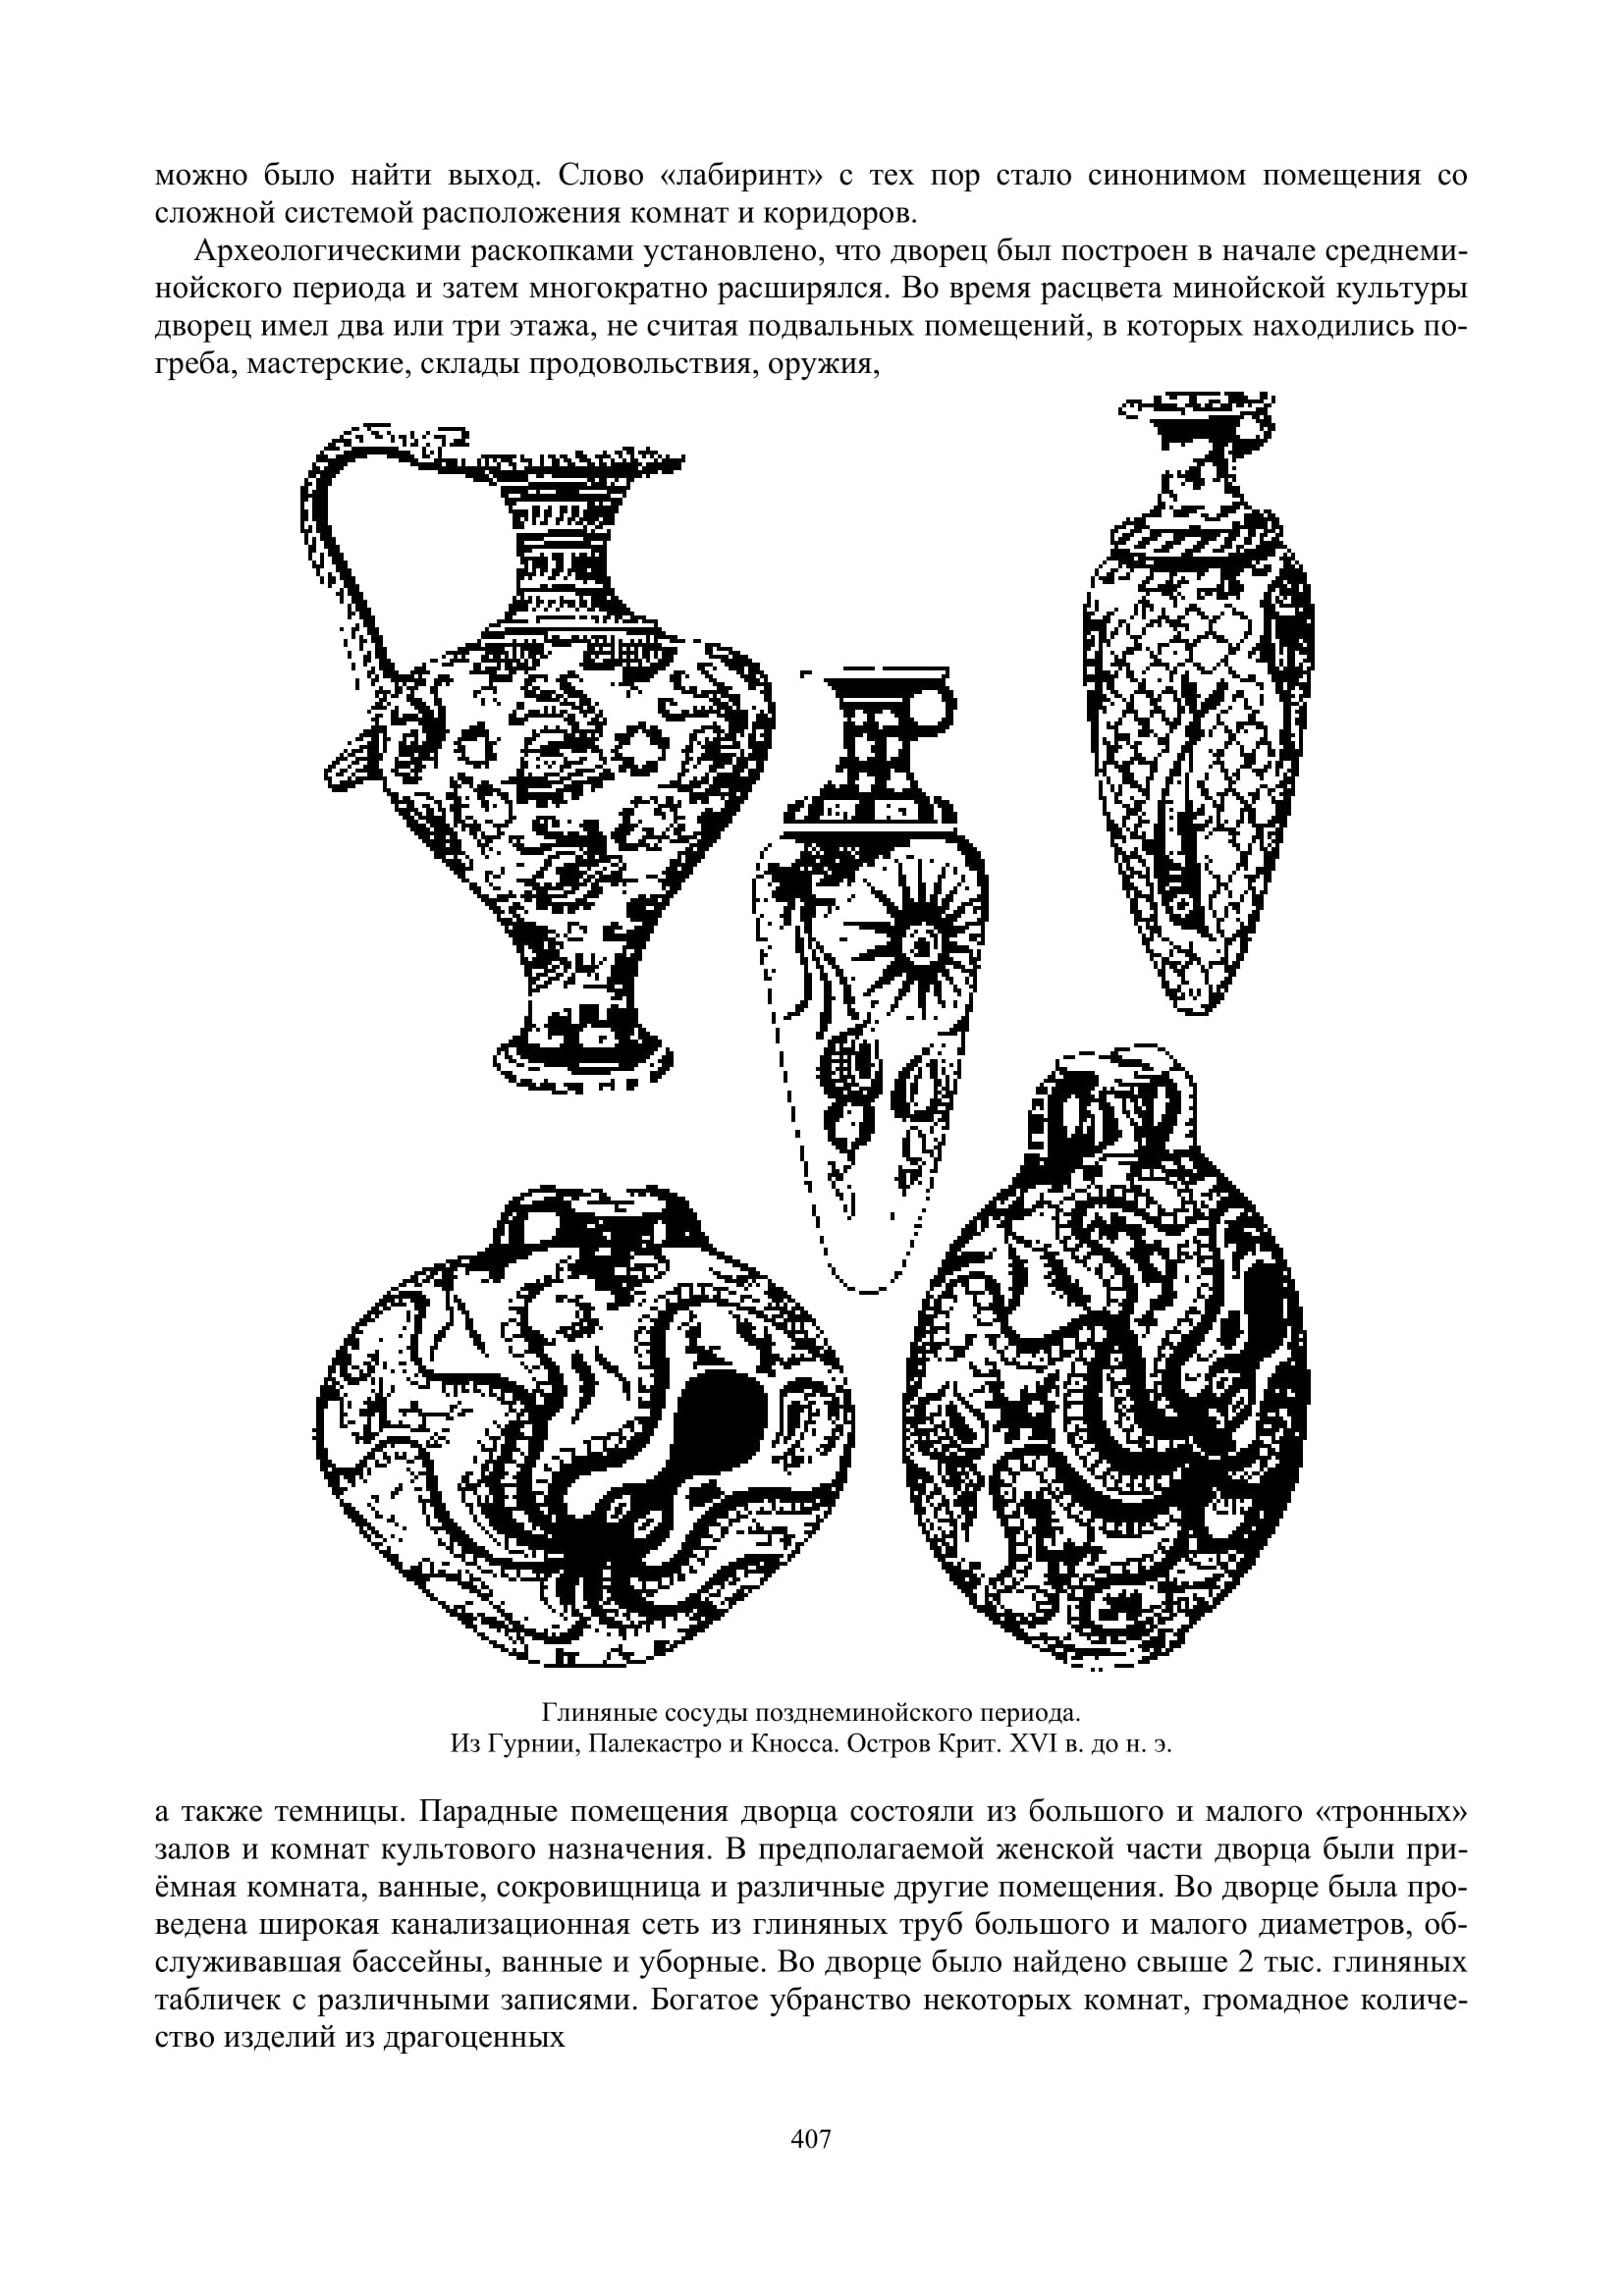 можно было найти выход. Слово «лабиринт» с тех пор стало синонимом помещения со
сложной системой расположения комнат и коридоров.
Археологическими раскопками установлено, что дворец был построен в начале среднеми-
нойского периода и затем многократно расширялся. Во время расцвета минойской культуры
дворец имел два или три этажа, не считая подвальных помещений, в которых находились по-
греба, мастерские, склады продовольствия, оружия,
Глиняные сосуды позднеминойского периода.
Из Гурнии, Палекастро и Кносса. Остров Крит. XVI в. до н. э.
а также темницы. Парадные помещения дворца состояли из большого и малого «тронных»
залов и комнат культового назначения. В предполагаемой женской части дворца были при-
ёмная комната, ванные, сокровищница и различные другие помещения. Во дворце была про-
ведена широкая канализационная сеть из глиняных труб большого и малого диаметров, об-
служивавшая бассейны, ванные и уборные. Во дворце было найдено свыше 2 тыс. глиняных
табличек с различными записями. Богатое убранство некоторых комнат, громадное количе-
ство изделий из драгоценных
407